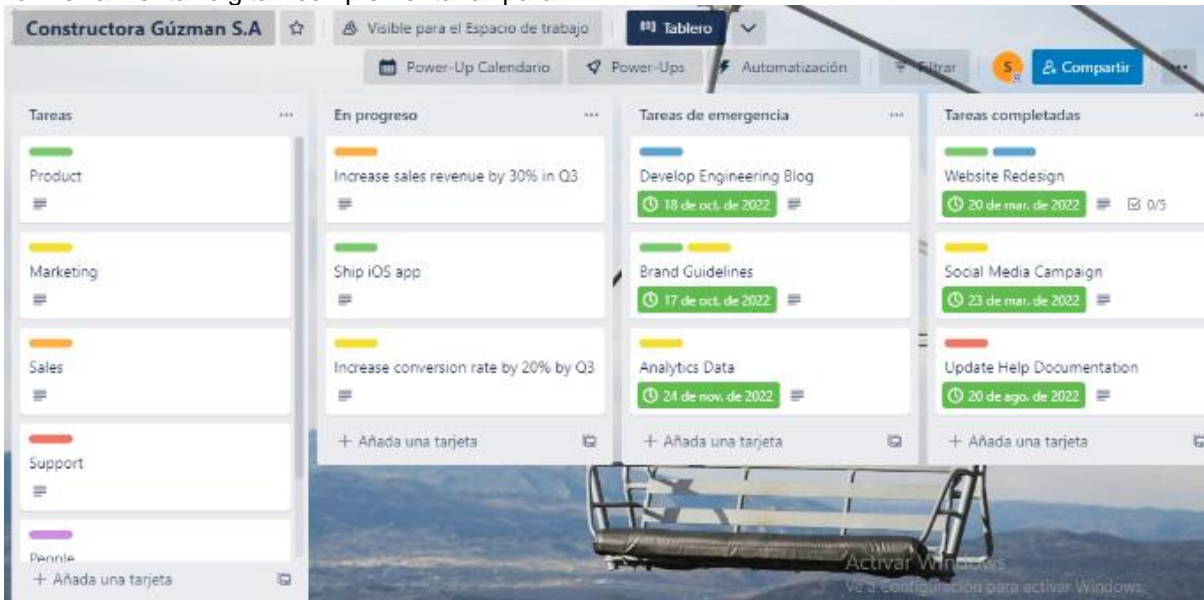 Constructora Gúzman S.A
Visible para el Espacio de trabajo
Tablero
Power-Up Calendario
Power-Ups
Automatización
Filtrar
S
Compartir
Tareas
Product
Marketing
Sales
Support
People
+ Añada una tarjeta
En progreso
Increase sales revenue by 30% in Q3
Ship iOS app
Increase conversion rate by 20% by Q3
+ Añada una tarjeta
Tareas de emergencia
Develop Engineering Blog
18 de oct. de 2022
Brand Guidelines
17 de oct. de 2022
Analytics Data
24 de nov. de 2022
+ Añada una tarjeta
Tareas completadas
Website Redesign
20 de mar. de 2022
0/5
Social Media Campaign
23 de mar. de 2022
Update Help Documentation
20 de ago. de 2022
+ Añada una tarjeta
Activar Windows
Ve a Configuración para activar Windows.